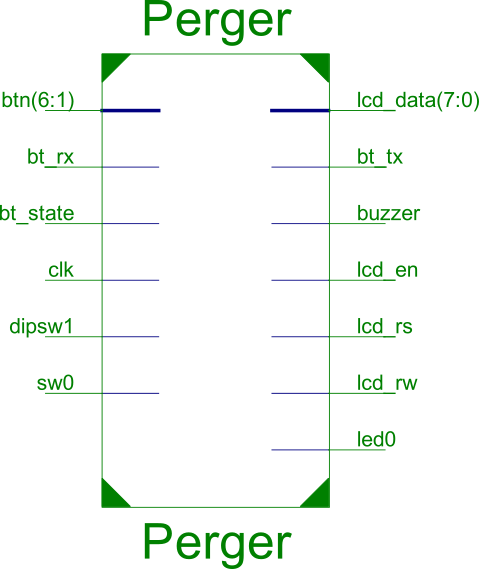 Perger
btn(6:1) lcd_data(7:0)
bt_rx bt_tx
bt_state buzzer
clk lcd_en
dipsw1 lcd_rs
sw0 lcd_rw
led0
Perger